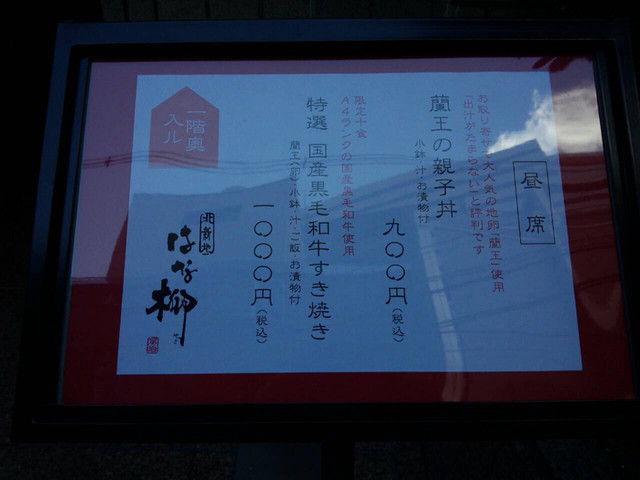 昼席
お取り寄せで大人気の地卵「蘭王」使用
「出汁がたまらない」と評判です
蘭王の親子丼
小鉢・汁・お漬物付
九〇〇円(税込)
限定十食
A4ランクの国産黒毛和牛使用
特選 国産黒毛和牛すき焼き
蘭王(卵)・小鉢・汁・ご飯・お漬物付
一〇〇〇円(税込)
一階奥
入ル
北新地
はな柳